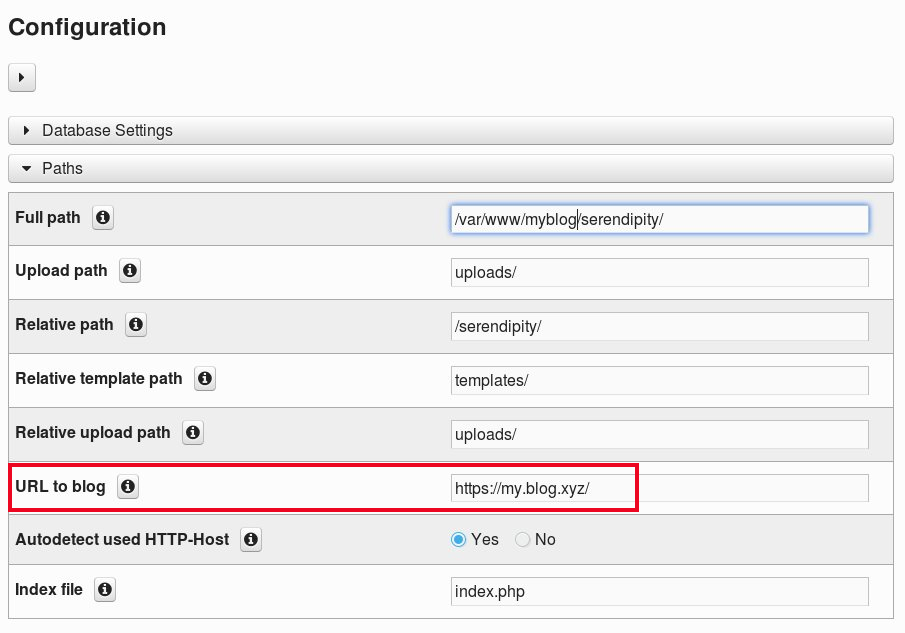 Configuration
Database Settings
Paths
Full path /var/www/myblog/serendipity/
Upload path uploads/
Relative path /serendipity/
Relative template path templates/
Relative upload path uploads/
URL to blog https://my.blog.xyz/
Autodetect used HTTP-Host Yes No
Index file index.php